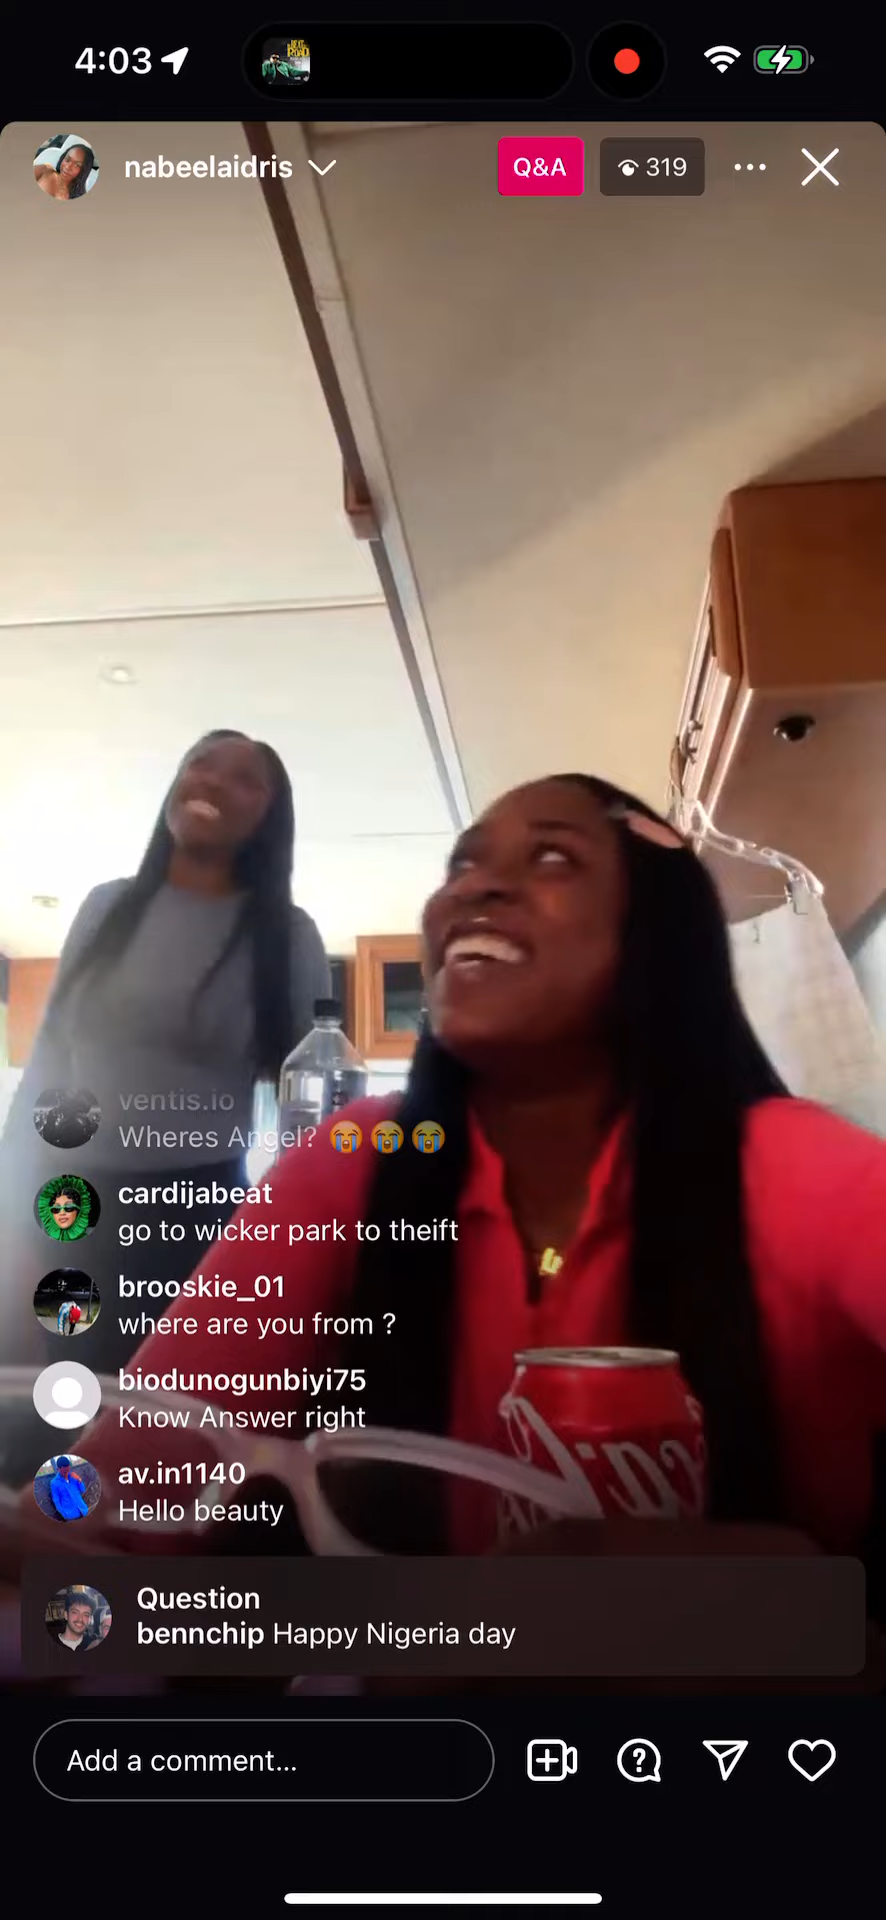 4:03
nabeelaidris
Q&A
319
ventis.io
Wheres Angel? 😭😭😭
cardijabeat
go to wicker park to theift
brooskie_01
where are you from ?
biodunogunbiyi75
Know Answer right
av.in1140
Hello beauty
Question
bennchip Happy Nigeria day
Add a comment...